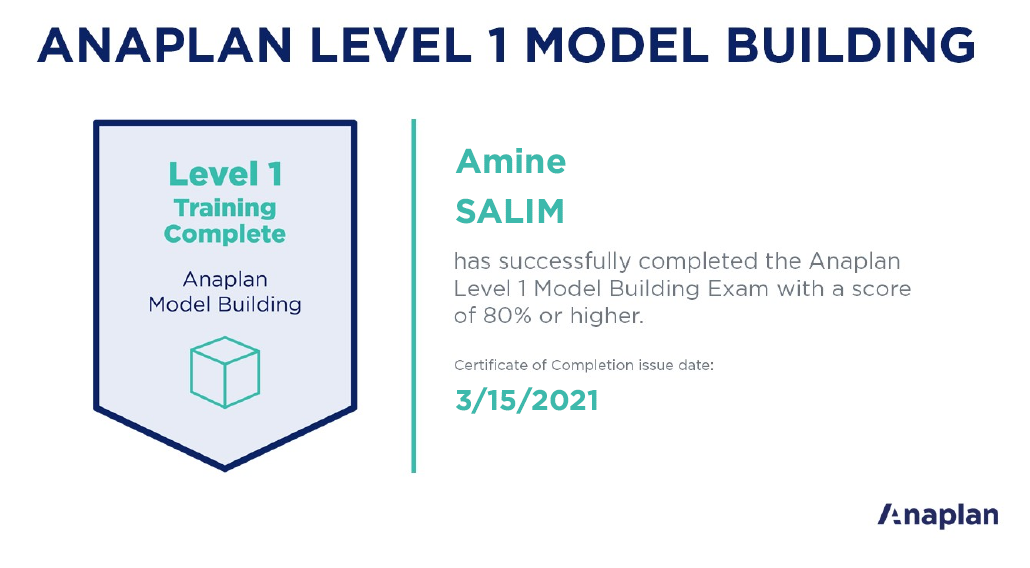 ANAPLAN LEVEL 1 MODEL BUILDING
Level 1
Training
Complete
Anaplan
Model Building
Amine
SALIM
has successfully completed the Anaplan
Level 1 Model Building Exam with a score
of 80% or higher.
Certificate of Completion issue date:
3/15/2021
Anaplan